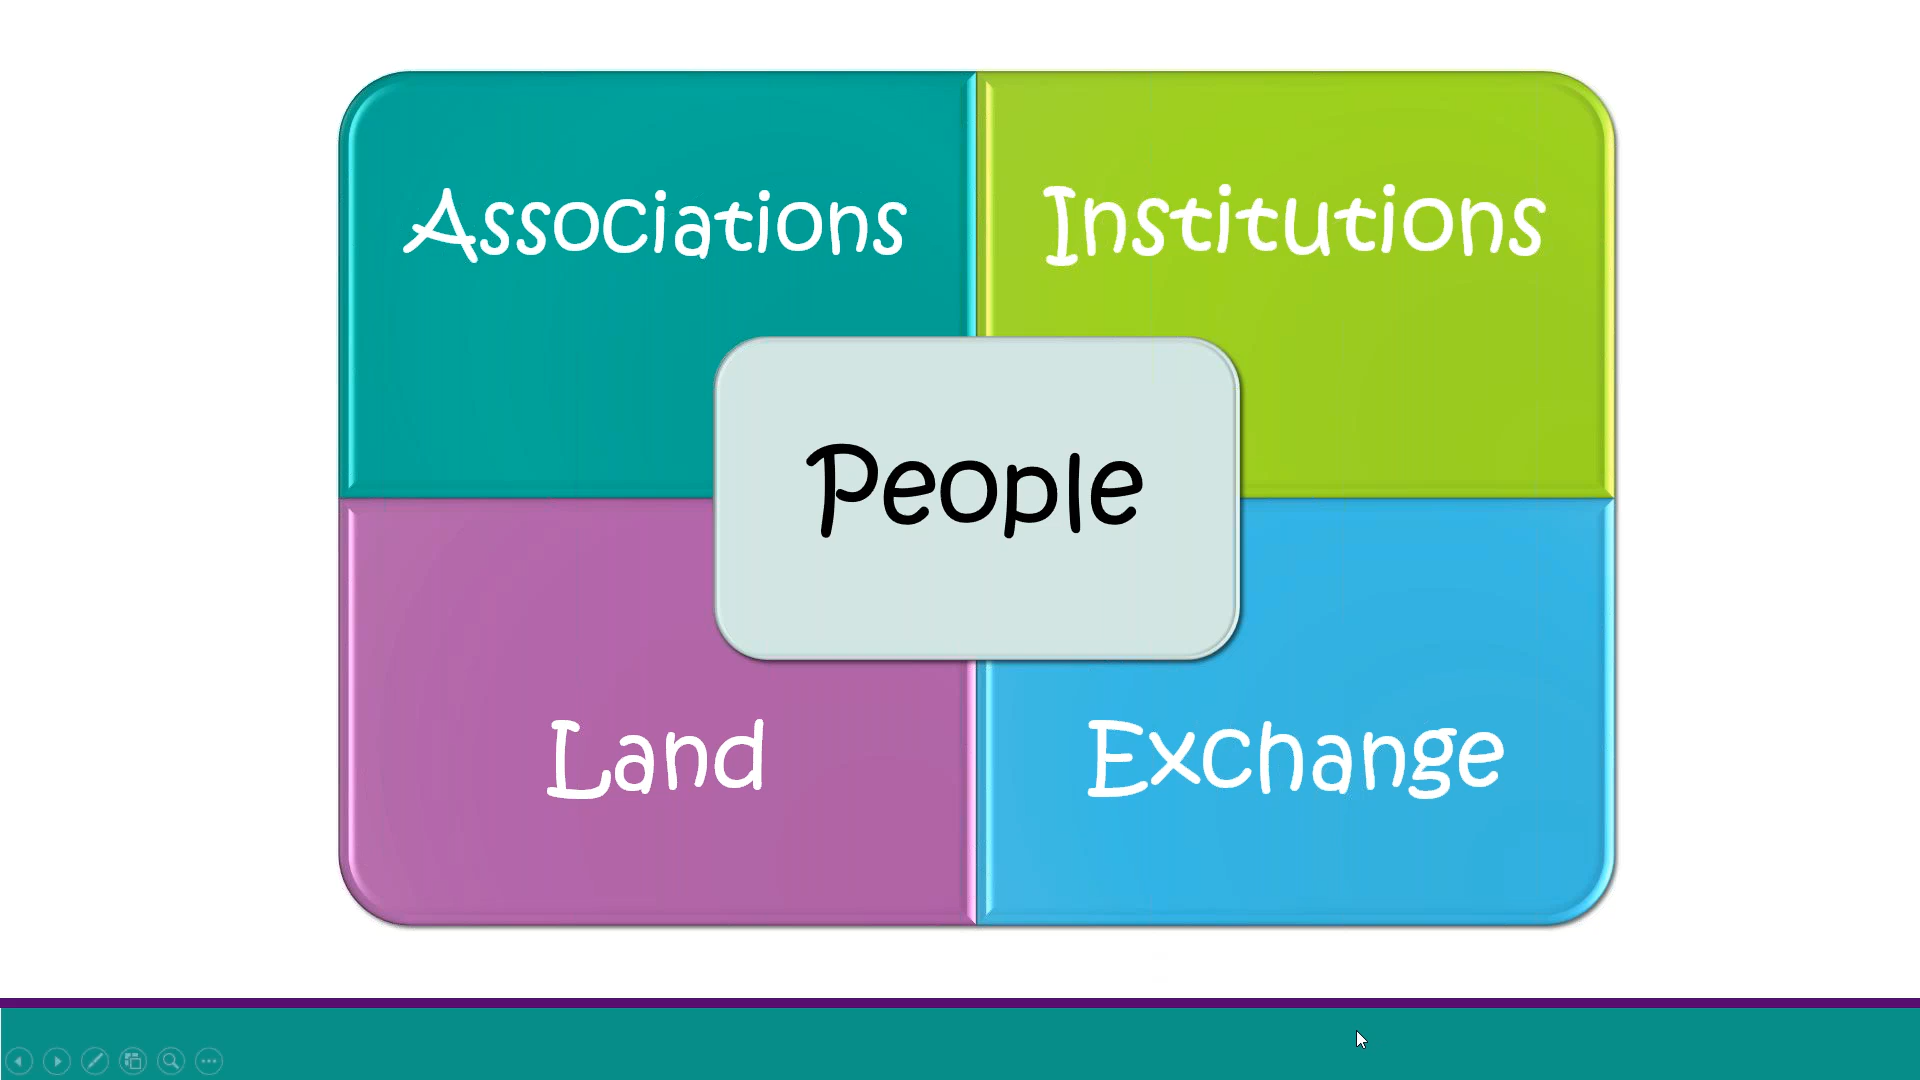 Associations
Institutions
People
Land
Exchange